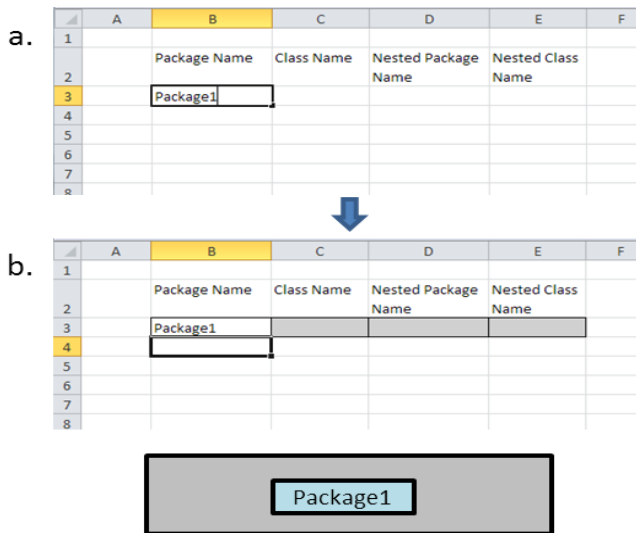 a.
A B C D E F
1
Package Name Class Name Nested Package Nested Class
2 Name Name
3 Package1
4
5
6
7
8
b.
A B C D E F
1
Package Name Class Name Nested Package Nested Class
2 Name Name
3 Package1
4
5
6
7
8
Package1